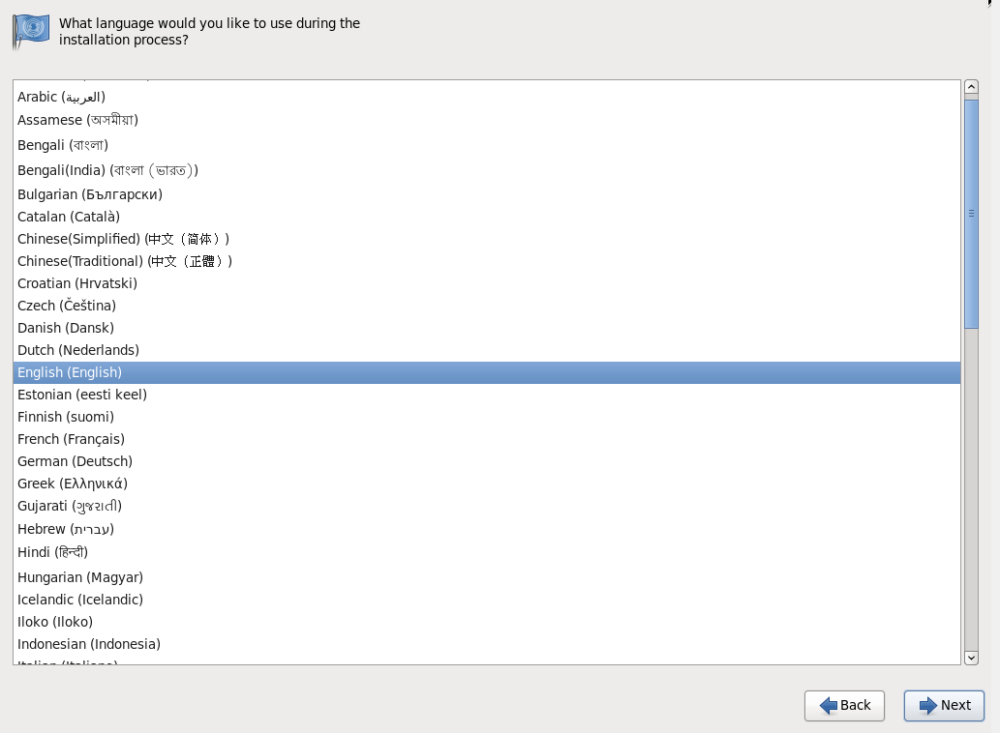 What language would you like to use during the
installation process?
Arabic (العربية)
Assamese (অসমীয়া)
Bengali (বাংলা)
Bengali(India) (বাংলা (ভারত))
Bulgarian (Български)
Catalan (Català)
Chinese(Simplified) (中文（简体）)
Chinese(Traditional) (中文（正體）)
Croatian (Hrvatski)
Czech (Čeština)
Danish (Dansk)
Dutch (Nederlands)
English (English)
Estonian (eesti keel)
Finnish (suomi)
French (Français)
German (Deutsch)
Greek (Ελληνικά)
Gujarati (ગુજરાતી)
Hebrew (עברית)
Hindi (हिन्दी)
Hungarian (Magyar)
Icelandic (Icelandic)
Iloko (Iloko)
Indonesian (Indonesia)
Italian (Italiano)
Back
Next